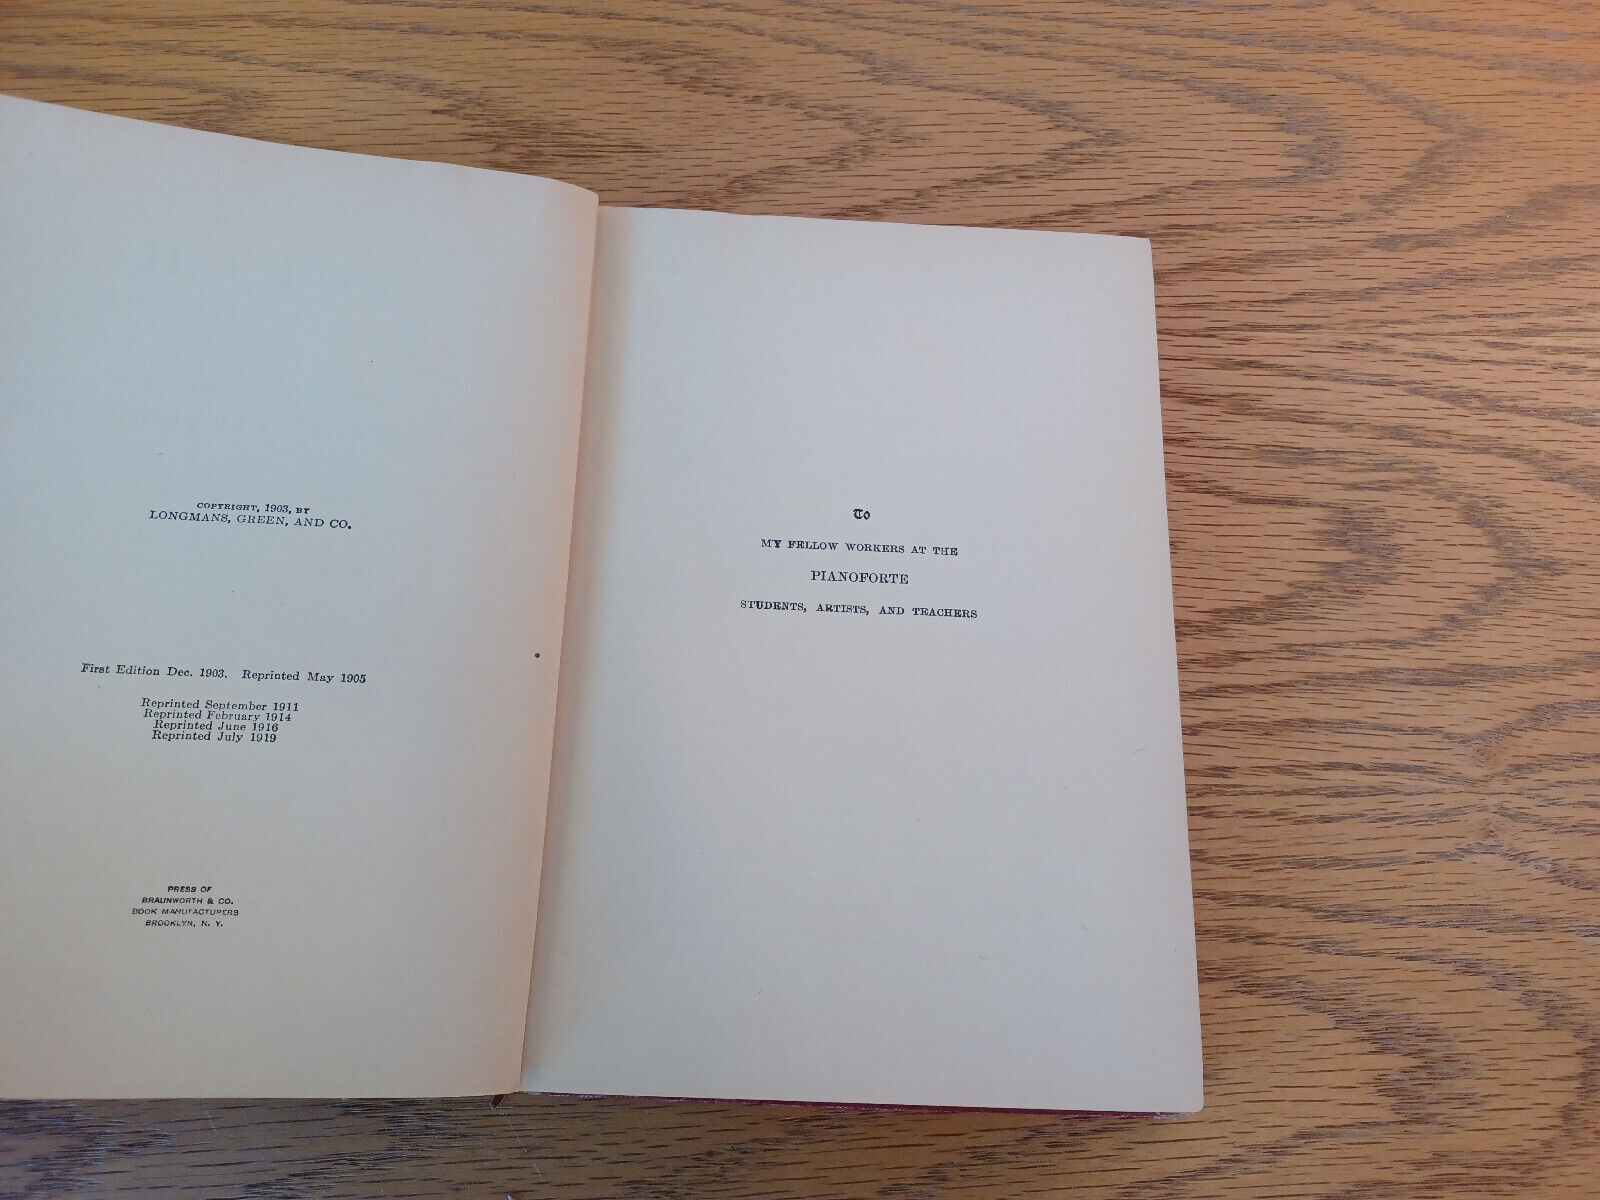 COPYRIGHT, 1903, BY
LONGMANS, GREEN, AND CO.
First Edition Dec. 1903. Reprinted May 1905
Reprinted September 1911
Reprinted February 1914
Reprinted June 1916
Reprinted July 1919
PRESS OF
BRAUNWORTH & CO.
BOOK MANUFACTURERS
BROOKLYN, N. Y.
To
MY FELLOW WORKERS AT THE
PIANOFORTE
STUDENTS, ARTISTS, AND TEACHERS